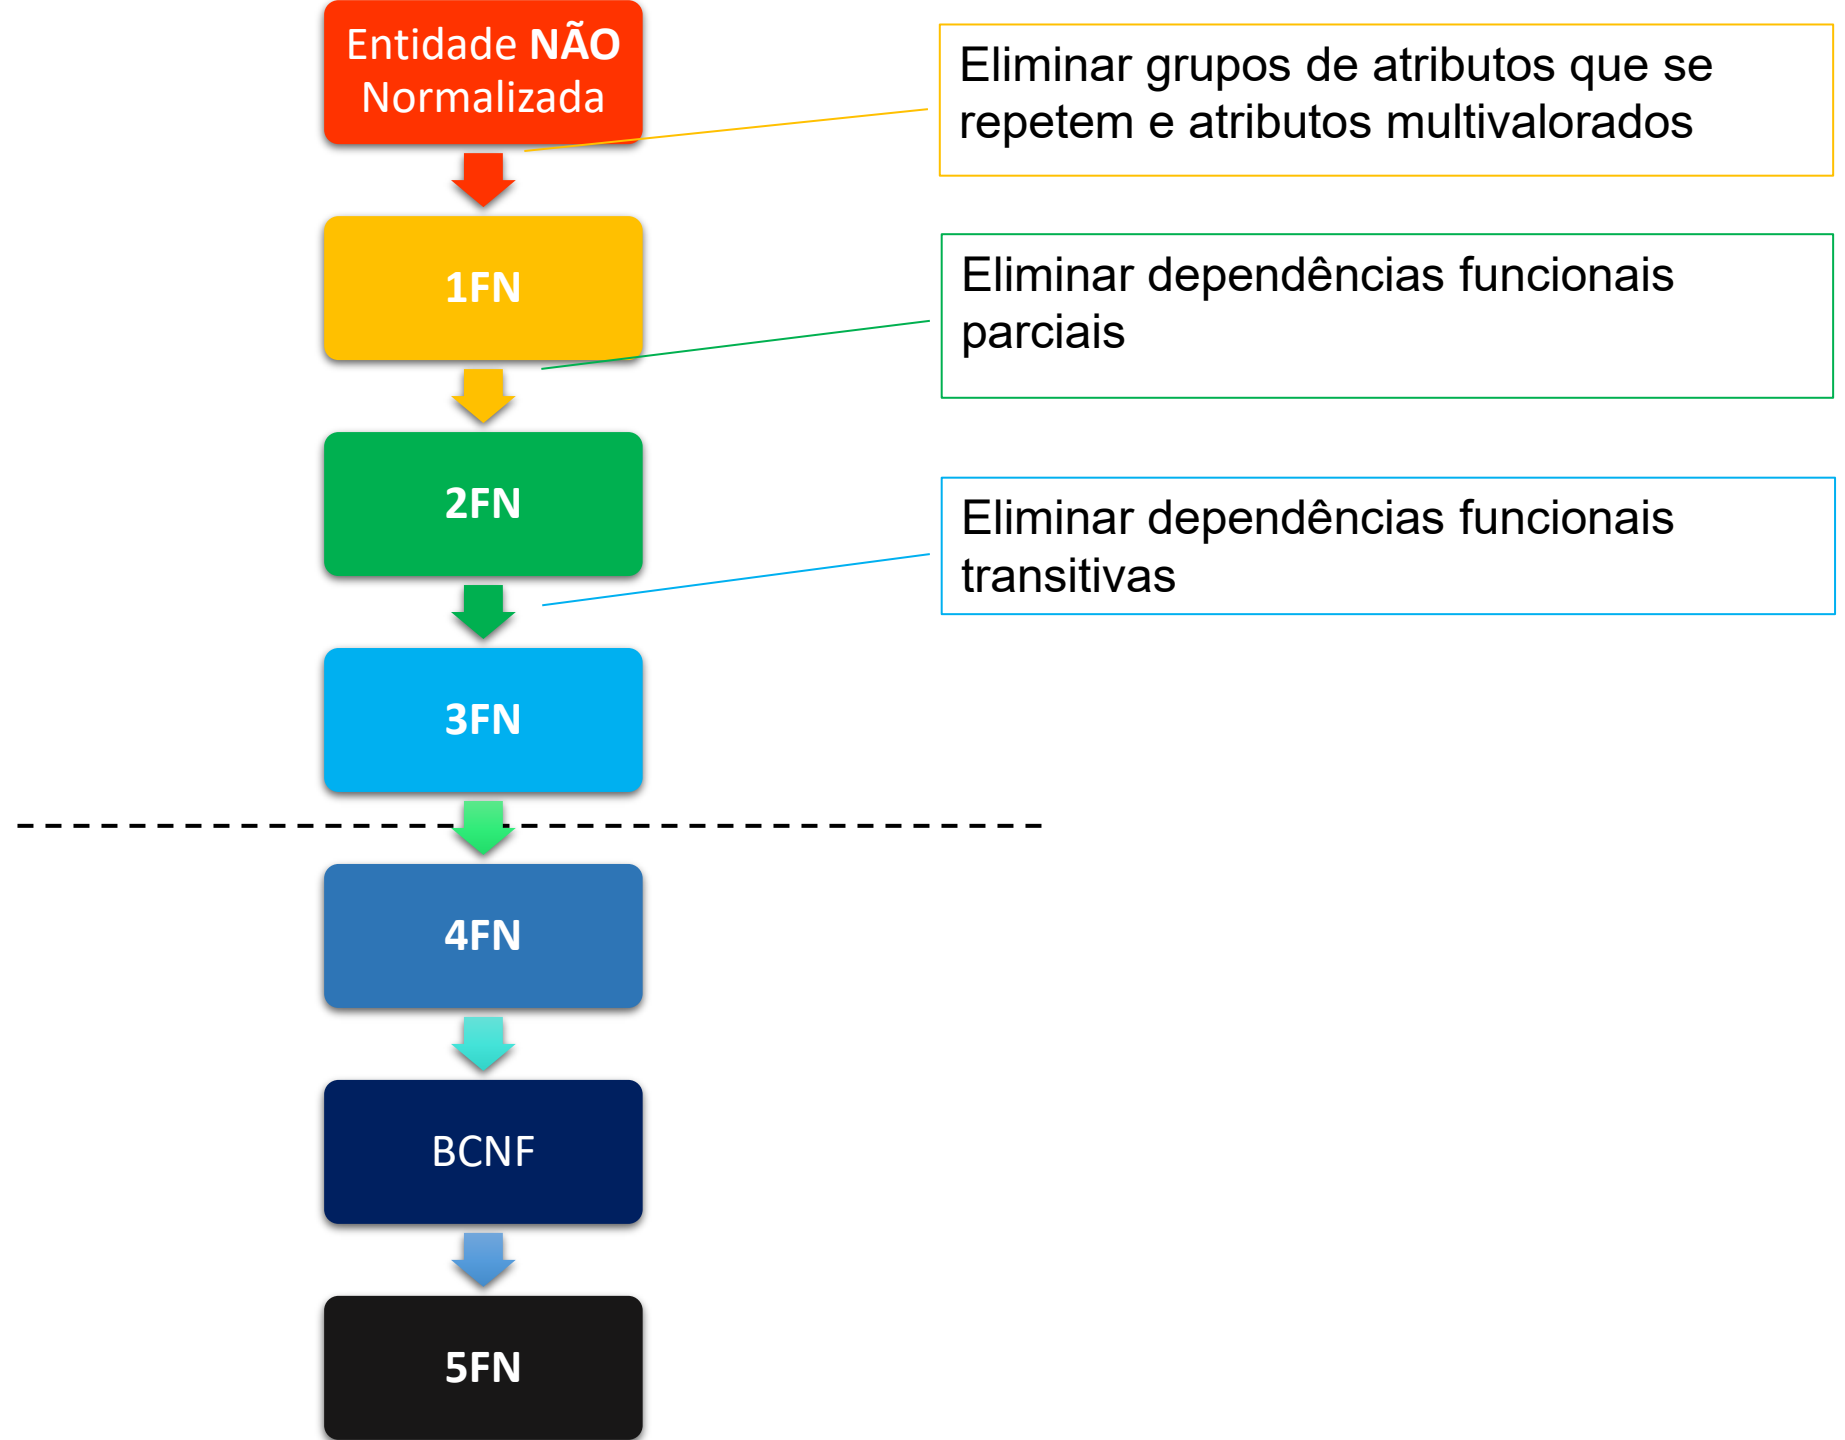 Entidade NÃO
Normalizada
Eliminar grupos de atributos que se
repetem e atributos multivalorados
1FN
Eliminar dependências funcionais
parciais
2FN
Eliminar dependências funcionais
transitivas
3FN
4FN
BCNF
5FN